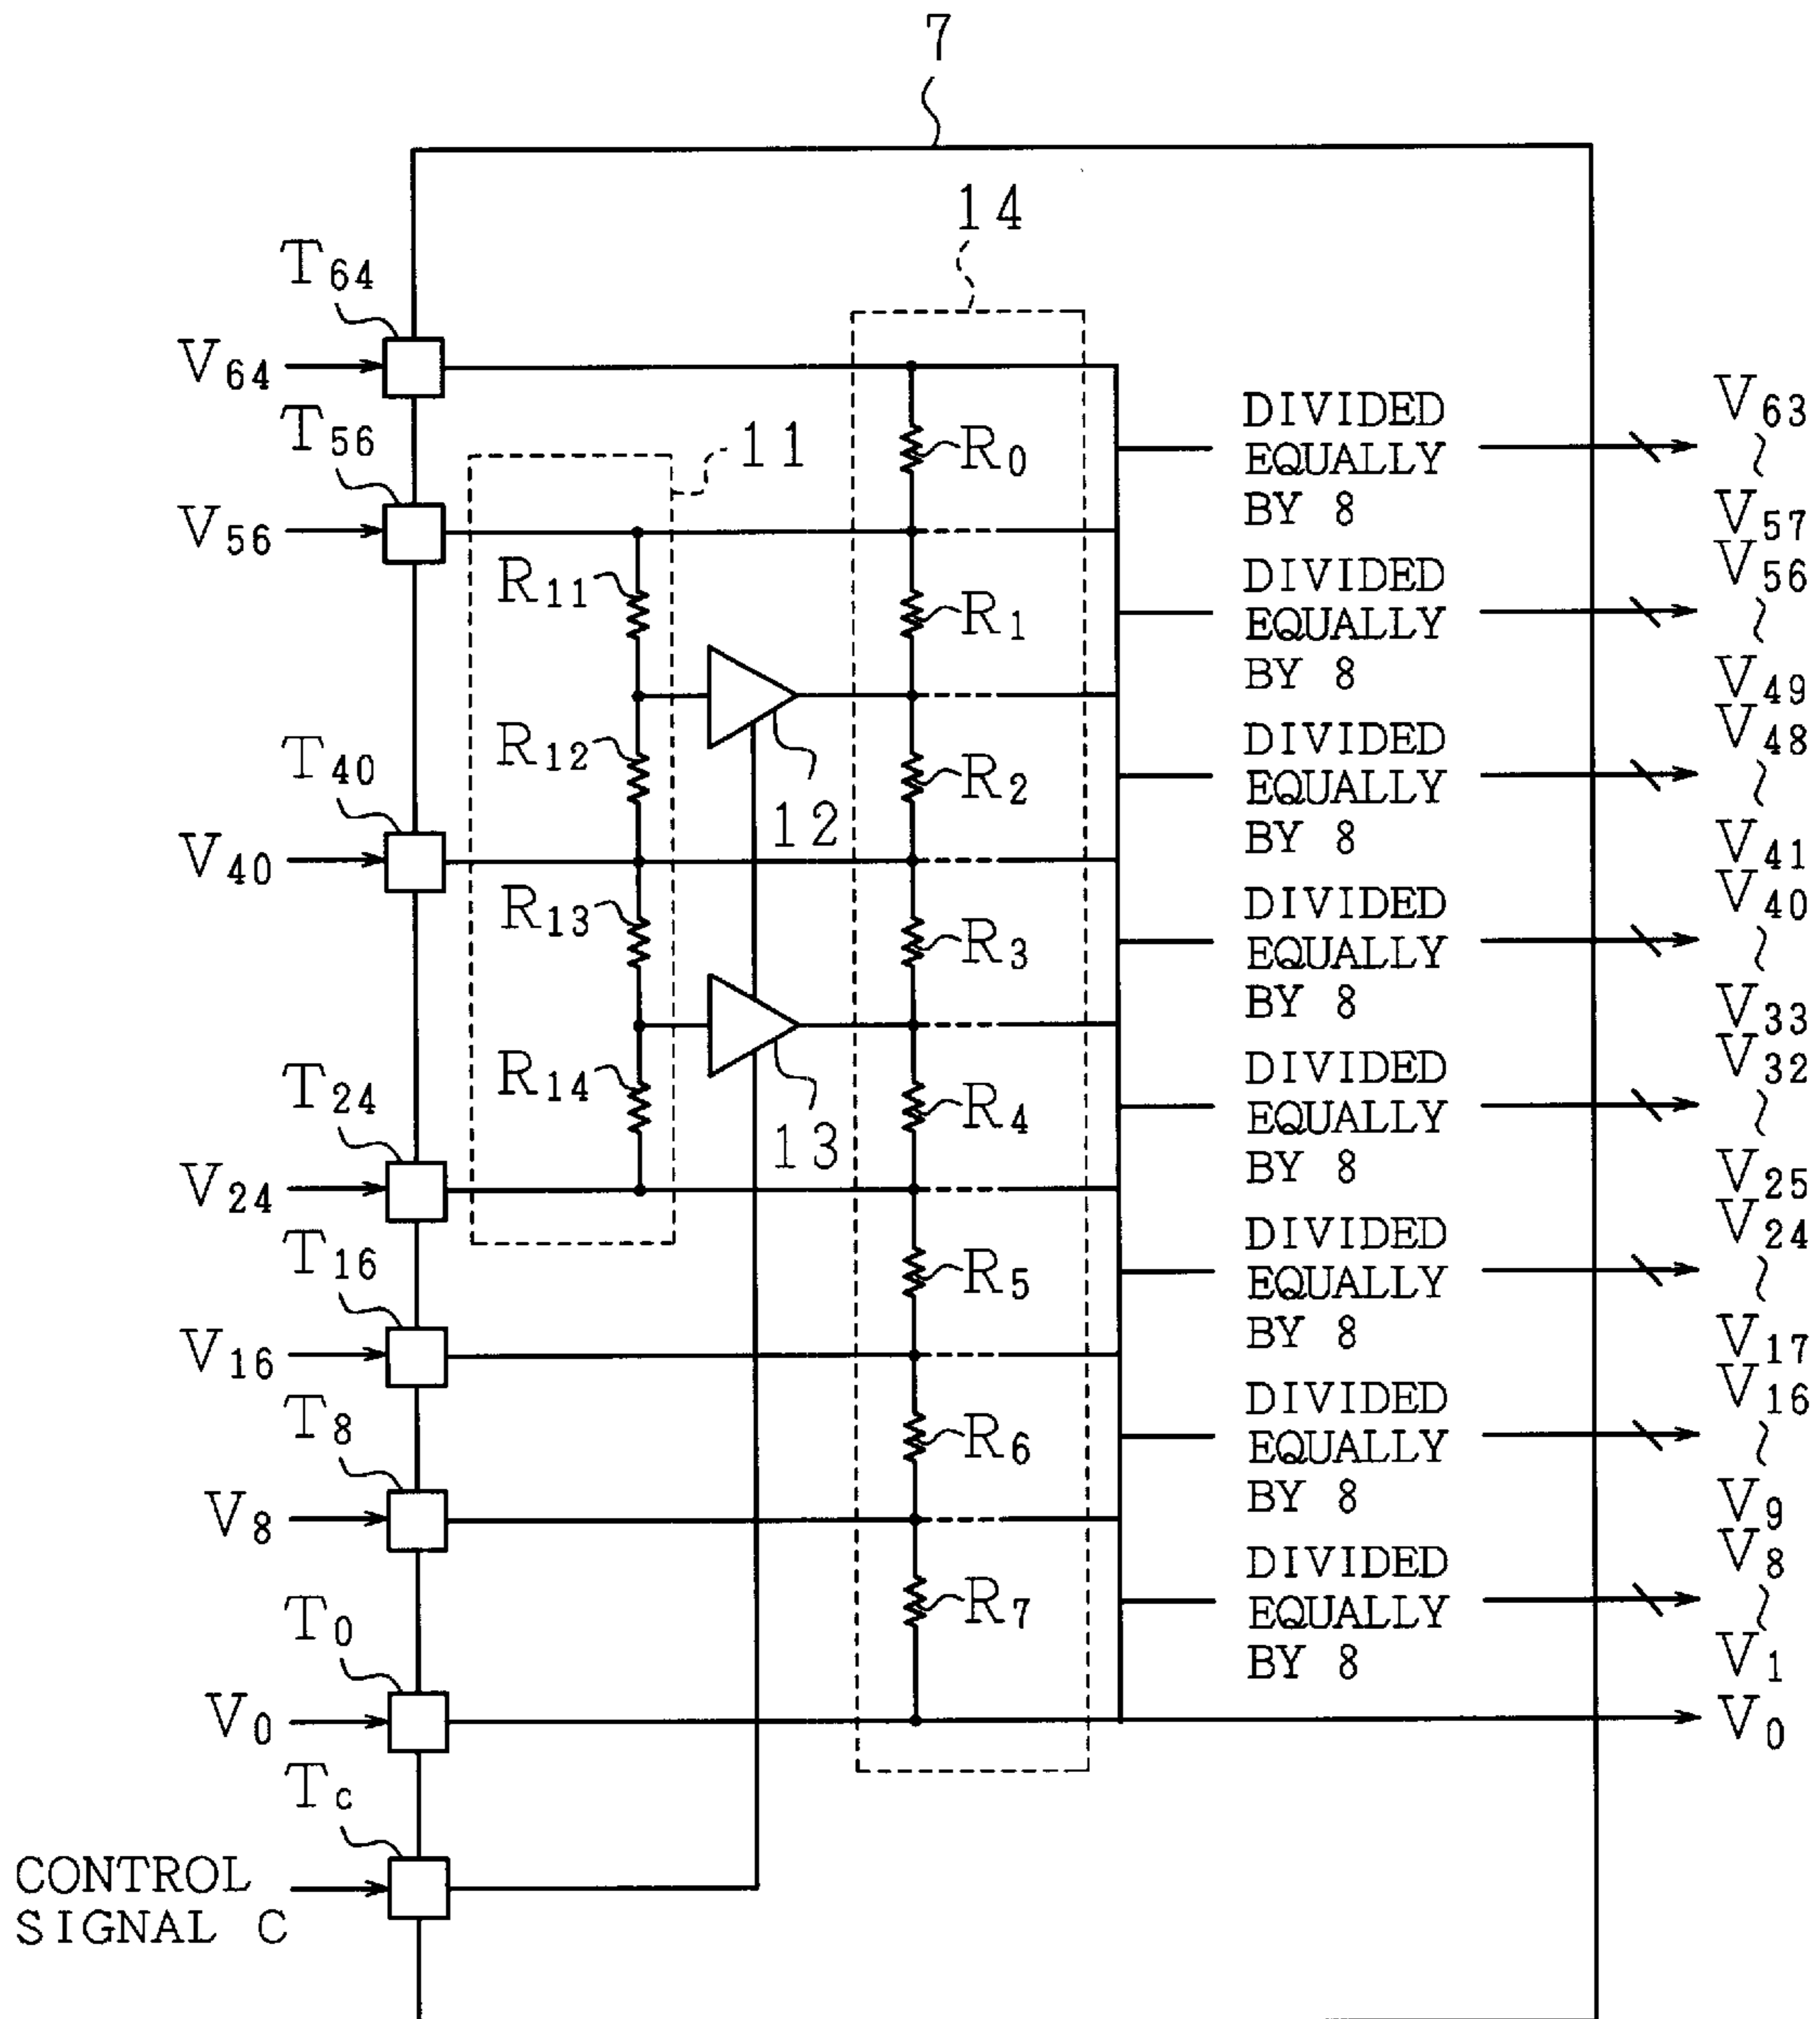 7
14
T64
V64
T56
V56
11
R0
DIVIDED
EQUALLY
BY 8
V63
~
V57
R11
R1
DIVIDED
EQUALLY
BY 8
V56
~
V49
R12
12
R2
DIVIDED
EQUALLY
BY 8
V48
~
V41
T40
V40
R13
R3
DIVIDED
EQUALLY
BY 8
V40
~
V33
R14
13
R4
DIVIDED
EQUALLY
BY 8
V32
~
V25
T24
V24
R5
DIVIDED
EQUALLY
BY 8
V24
~
V17
T16
V16
R6
DIVIDED
EQUALLY
BY 8
V16
~
V9
T8
V8
R7
DIVIDED
EQUALLY
BY 8
V8
~
V1
T0
V0
V0
Tc
CONTROL
SIGNAL C